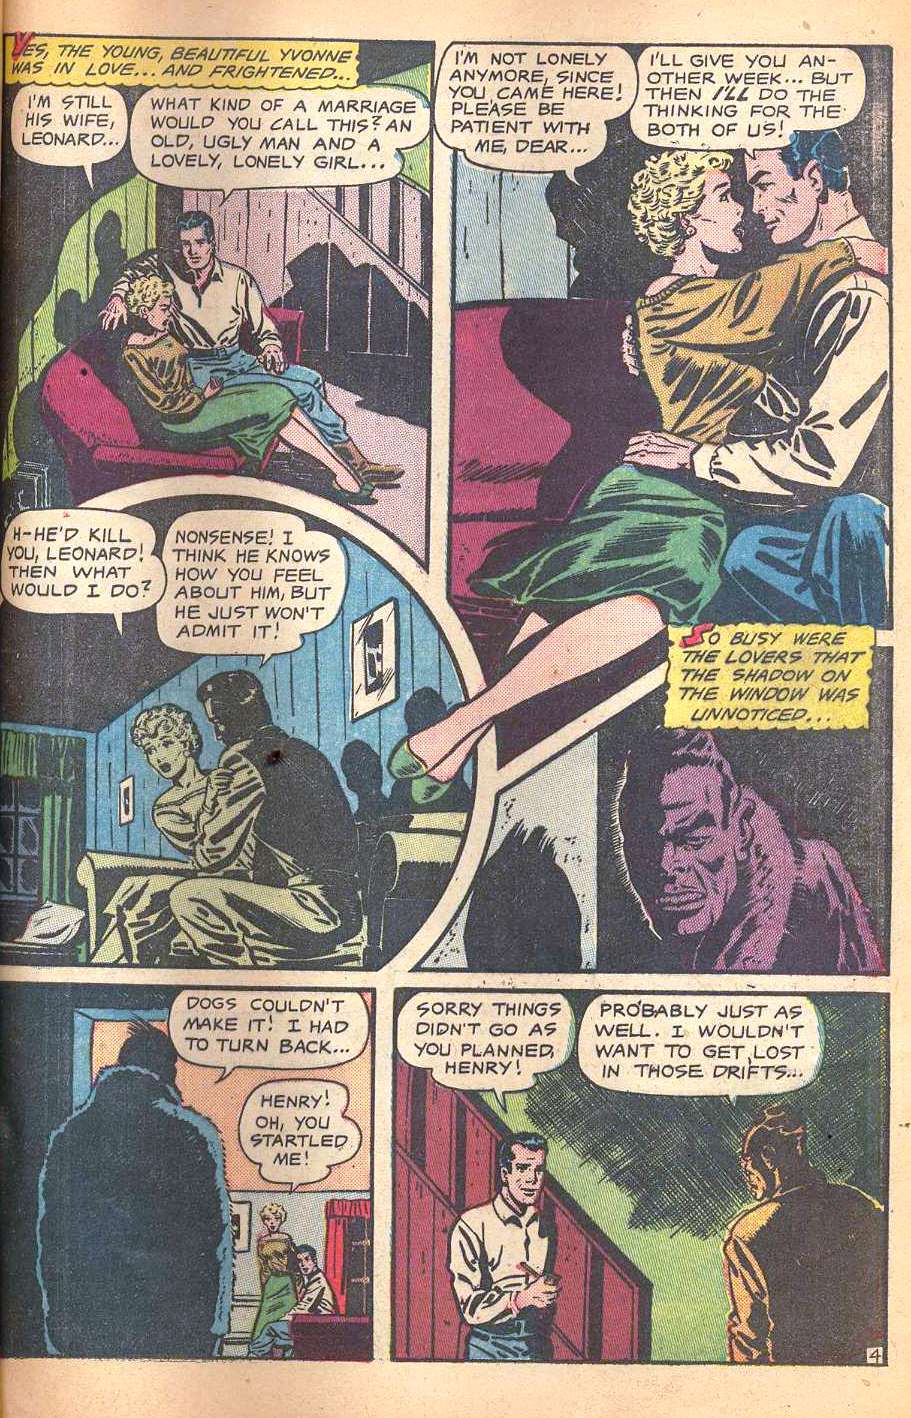 YES, THE YOUNG, BEAUTIFUL YVONNE
WAS IN LOVE... AND FRIGHTENED...
I'M STILL
HIS WIFE,
LEONARD...
WHAT KIND OF A MARRIAGE
WOULD YOU CALL THIS? AN
OLD, UGLY MAN AND A
LOVELY, LONELY GIRL...
I'M NOT LONELY
ANYMORE, SINCE
YOU CAME HERE!
PLEASE BE
PATIENT WITH
ME, DEAR...
I'LL GIVE YOU AN-
OTHER WEEK... BUT
THEN I'LL DO THE
THINKING FOR THE
BOTH OF US!
H-HE'D KILL
YOU, LEONARD!
THEN WHAT
WOULD I DO?
NONSENSE! I
THINK HE KNOWS
HOW YOU FEEL
ABOUT HIM, BUT
HE JUST WON'T
ADMIT IT!
SO BUSY WERE
THE LOVERS THAT
THE SHADOW ON
THE WINDOW WAS
UNNOTICED...
DOGS COULDN'T
MAKE IT! I HAD
TO TURN BACK...
HENRY!
OH, YOU
STARTLED
ME!
SORRY THINGS
DIDN'T GO AS
YOU PLANNED,
HENRY!
PROBABLY JUST AS
WELL. I WOULDN'T
WANT TO GET LOST
IN THOSE DRIFTS...
4